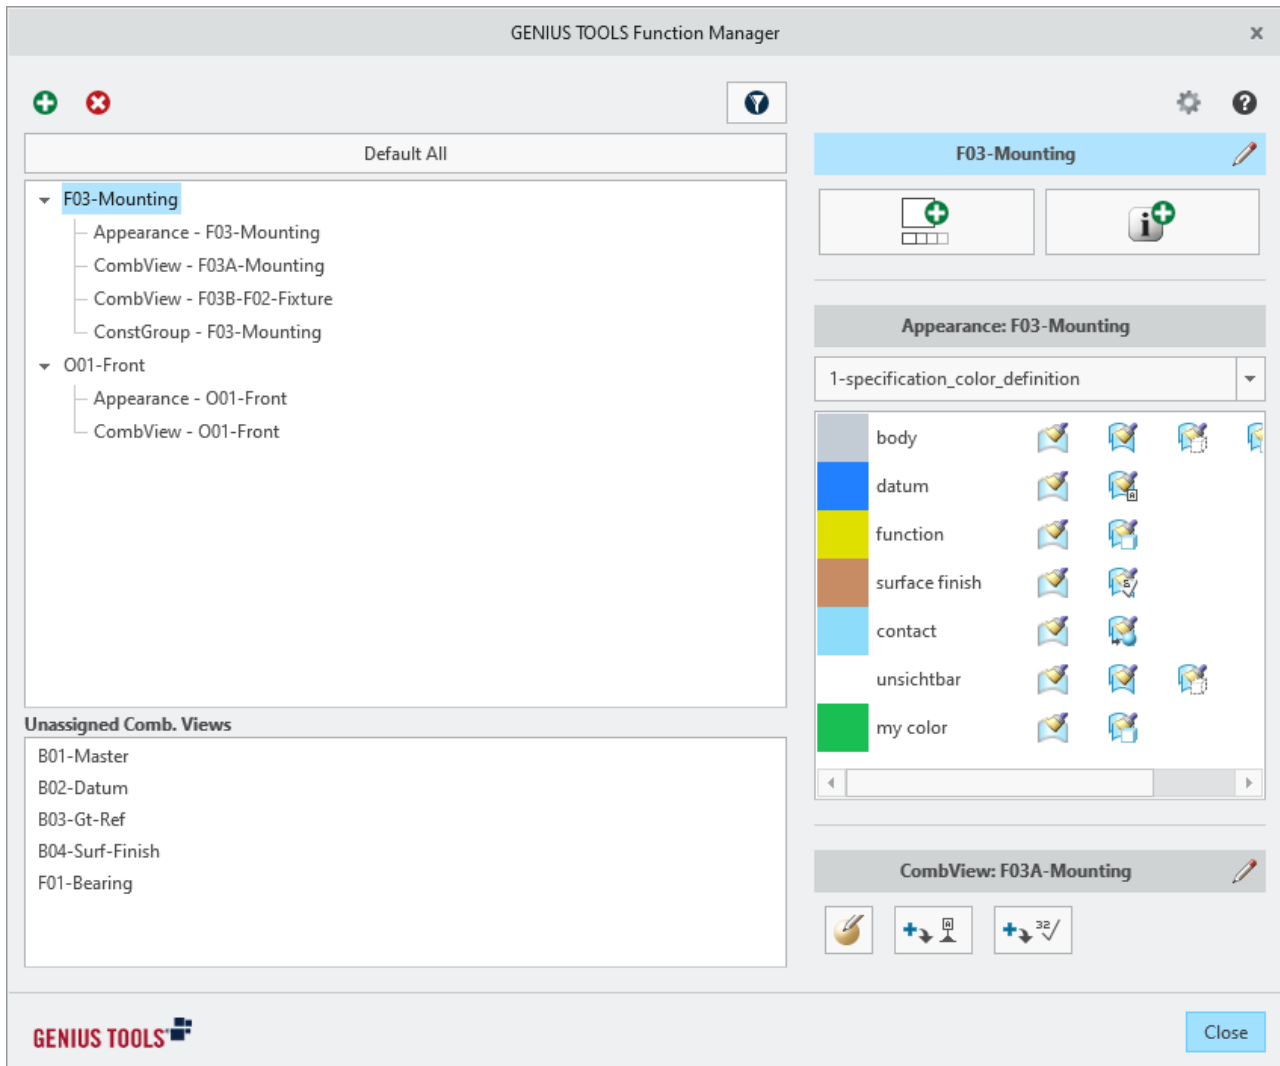 GENIUS TOOLS Function Manager
Default All
F03-Mounting
Appearance - F03-Mounting
CombView - F03A-Mounting
CombView - F03B-F02-Fixture
ConstGroup - F03-Mounting
O01-Front
Appearance - O01-Front
CombView - O01-Front
Unassigned Comb. Views
B01-Master
B02-Datum
B03-Gt-Ref
B04-Surf-Finish
F01-Bearing
F03-Mounting
Appearance: F03-Mounting
1-specification_color_definition
body
datum
function
surface finish
contact
unsichtbar
my color
CombView: F03A-Mounting
A
32
GENIUS TOOLS
Close